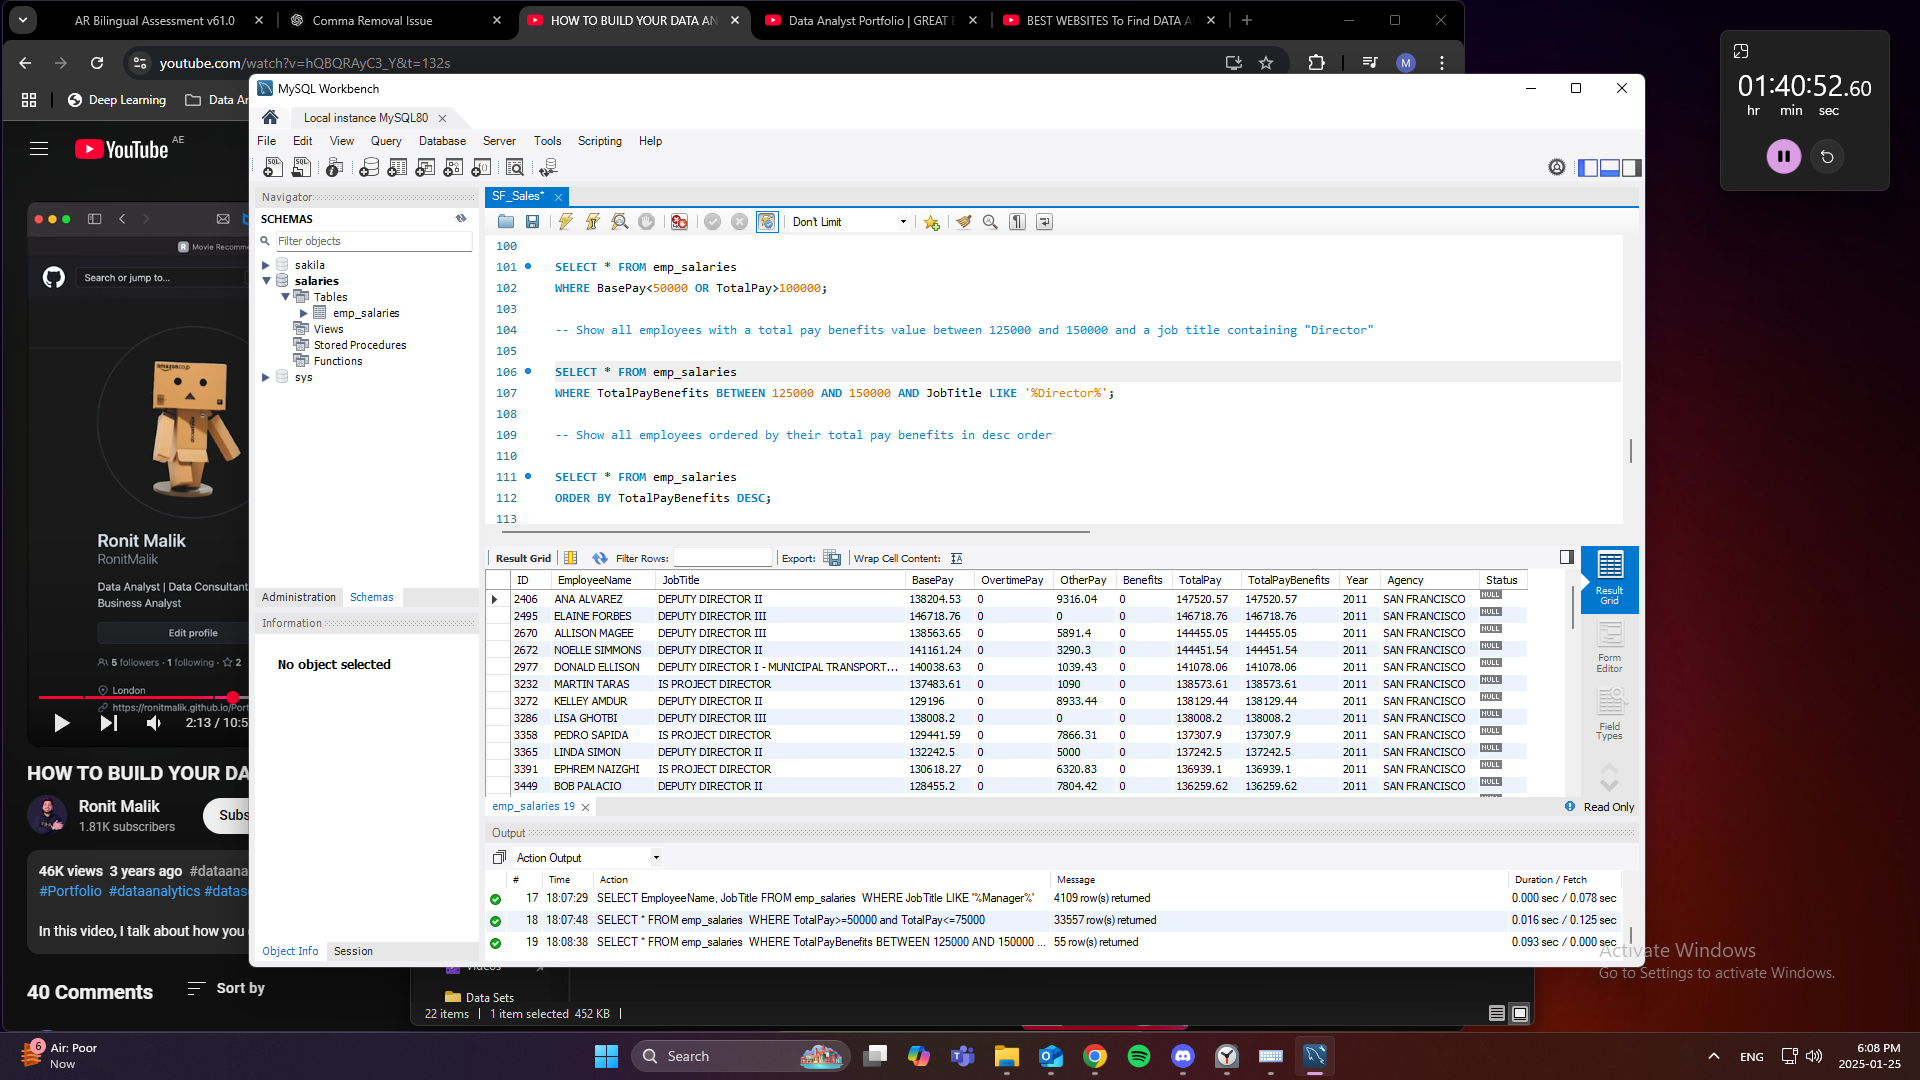 AR Bilingual Assessment v61.0
Comma Removal Issue
HOW TO BUILD YOUR DATA AN
Data Analyst Portfolio | GREAT E
BEST WEBSITES To Find DATA A
youtube.com/watch?v=hQBQRAyC3_Y&t=132s
M
Deep Learning
Data An
YouTube AE
Movie Recomm
Search or jump to...
Ronit Malik
RonitMalik
Data Analyst | Data Consultant
Business Analyst
Edit profile
5 followers · 1 following · 2
London
https://ronitmalik.github.io/Port
2:13 / 10:5
HOW TO BUILD YOUR DA
Ronit Malik
1.81K subscribers
Subs
46K views 3 years ago #dataana
#Portfolio #dataanalytics #datas
In this video, I talk about how you
40 Comments
Sort by
MySQL Workbench
Local instance MySQL80
File Edit View Query Database Server Tools Scripting Help
Navigator
SCHEMAS
Filter objects
sakila
salaries
Tables
emp_salaries
Views
Stored Procedures
Functions
sys
Administration Schemas
Information
No object selected
Object Info Session
SF_Sales*
Don't Limit
100
101 SELECT * FROM emp_salaries
102 WHERE BasePay<50000 OR TotalPay>100000;
103
104 -- Show all employees with a total pay benefits value between 125000 and 150000 and a job title containing "Director"
105
106 SELECT * FROM emp_salaries
107 WHERE TotalPayBenefits BETWEEN 125000 AND 150000 AND JobTitle LIKE '%Director%';
108
109 -- Show all employees ordered by their total pay benefits in desc order
110
111 SELECT * FROM emp_salaries
112 ORDER BY TotalPayBenefits DESC;
113
Result Grid Filter Rows: Export: Wrap Cell Content:
ID EmployeeName JobTitle BasePay OvertimePay OtherPay Benefits TotalPay TotalPayBenefits Year Agency Status
2406 ANA ALVAREZ DEPUTY DIRECTOR II 138204.53 0 9316.04 0 147520.57 147520.57 2011 SAN FRANCISCO NULL
2495 ELAINE FORBES DEPUTY DIRECTOR III 146718.76 0 0 0 146718.76 146718.76 2011 SAN FRANCISCO NULL
2670 ALLISON MAGEE DEPUTY DIRECTOR III 138563.65 0 5891.4 0 144455.05 144455.05 2011 SAN FRANCISCO NULL
2672 NOELLE SIMMONS DEPUTY DIRECTOR II 141161.24 0 3290.3 0 144451.54 144451.54 2011 SAN FRANCISCO NULL
2977 DONALD ELLISON DEPUTY DIRECTOR I - MUNICIPAL TRANSPORT... 140038.63 0 1039.43 0 141078.06 141078.06 2011 SAN FRANCISCO NULL
3232 MARTIN TARAS IS PROJECT DIRECTOR 137483.61 0 1090 0 138573.61 138573.61 2011 SAN FRANCISCO NULL
3272 KELLEY AMDUR DEPUTY DIRECTOR II 129196 0 8933.44 0 138129.44 138129.44 2011 SAN FRANCISCO NULL
3286 LISA GHOTBI DEPUTY DIRECTOR III 138008.2 0 0 0 138008.2 138008.2 2011 SAN FRANCISCO NULL
3358 PEDRO SAPIDA IS PROJECT DIRECTOR 129441.59 0 7866.31 0 137307.9 137307.9 2011 SAN FRANCISCO NULL
3365 LINDA SIMON DEPUTY DIRECTOR II 132242.5 0 5000 0 137242.5 137242.5 2011 SAN FRANCISCO NULL
3391 EPHREM NAIZGHI IS PROJECT DIRECTOR 130618.27 0 6320.83 0 136939.1 136939.1 2011 SAN FRANCISCO NULL
3449 BOB PALACIO DEPUTY DIRECTOR II 128455.2 0 7804.42 0 136259.62 136259.62 2011 SAN FRANCISCO NULL
Result Grid
Form Editor
Field Types
emp_salaries 19
Read Only
Output
Action Output
# Time Action Message Duration / Fetch
17 18:07:29 SELECT EmployeeName, JobTitle FROM emp_salaries WHERE JobTitle LIKE '%Manager%' 4109 row(s) returned 0.000 sec / 0.078 sec
18 18:07:48 SELECT * FROM emp_salaries WHERE TotalPay>=50000 and TotalPay<=75000 33557 row(s) returned 0.016 sec / 0.125 sec
19 18:08:38 SELECT * FROM emp_salaries WHERE TotalPayBenefits BETWEEN 125000 AND 150000 ... 55 row(s) returned 0.093 sec / 0.000 sec
Videos
Data Sets
22 items | 1 item selected 452 KB |
01:40:52.60
hr min sec
Activate Windows
Go to Settings to activate Windows.
6
Air: Poor
Now
Search
ENG
6:08 PM
2025-01-25